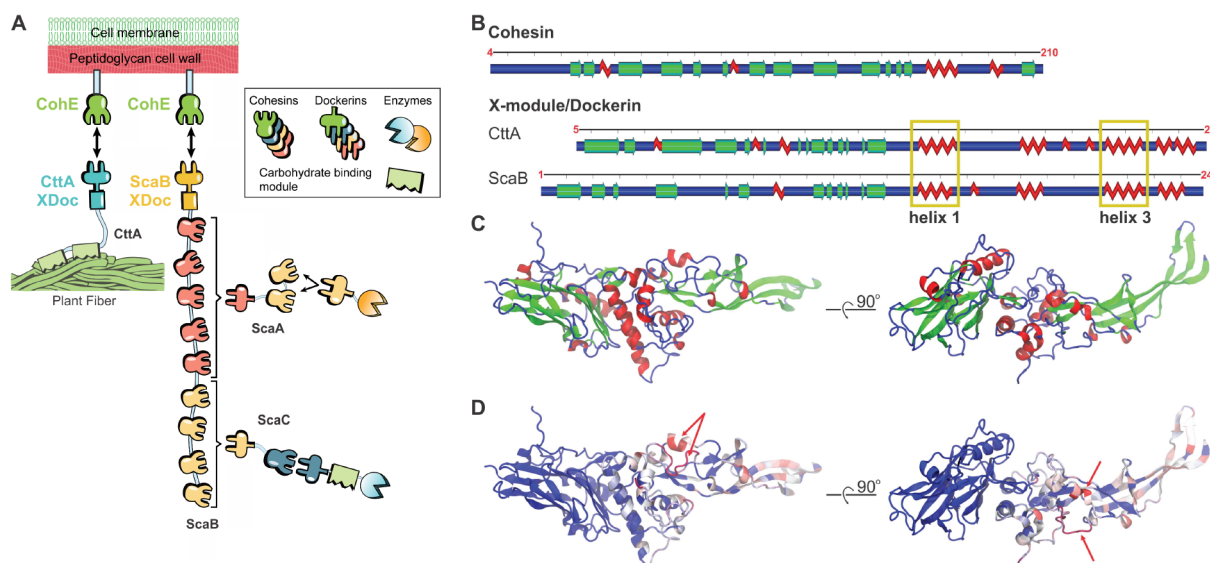 A
Cell membrane
Peptidoglycan cell wall
CohE
CohE
Cohesins
Dockerins
Enzymes
Carbohydrate binding
module
CttA
XDoc
ScaB
XDoc
CttA
Plant Fiber
ScaA
ScaC
ScaB
B
Cohesin
4
210
X-module/Dockerin
CttA
5
2
ScaB
1
24
helix 1
helix 3
C
90°
D
90°